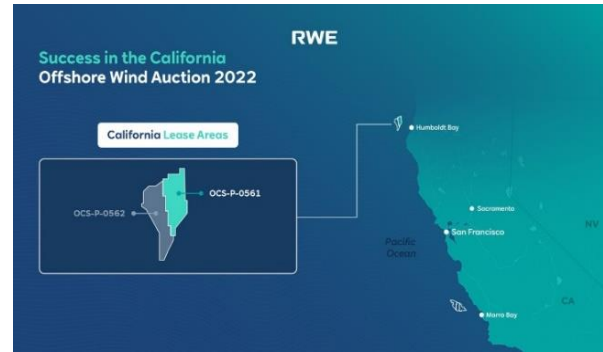 RWE
Success in the California
Offshore Wind Auction 2022
California Lease Areas
OCS-P-0561
OCS-P-0562
Humboldt Bay
Sacramento
San Francisco
NV
Pacific
Ocean
CA
Morro Bay